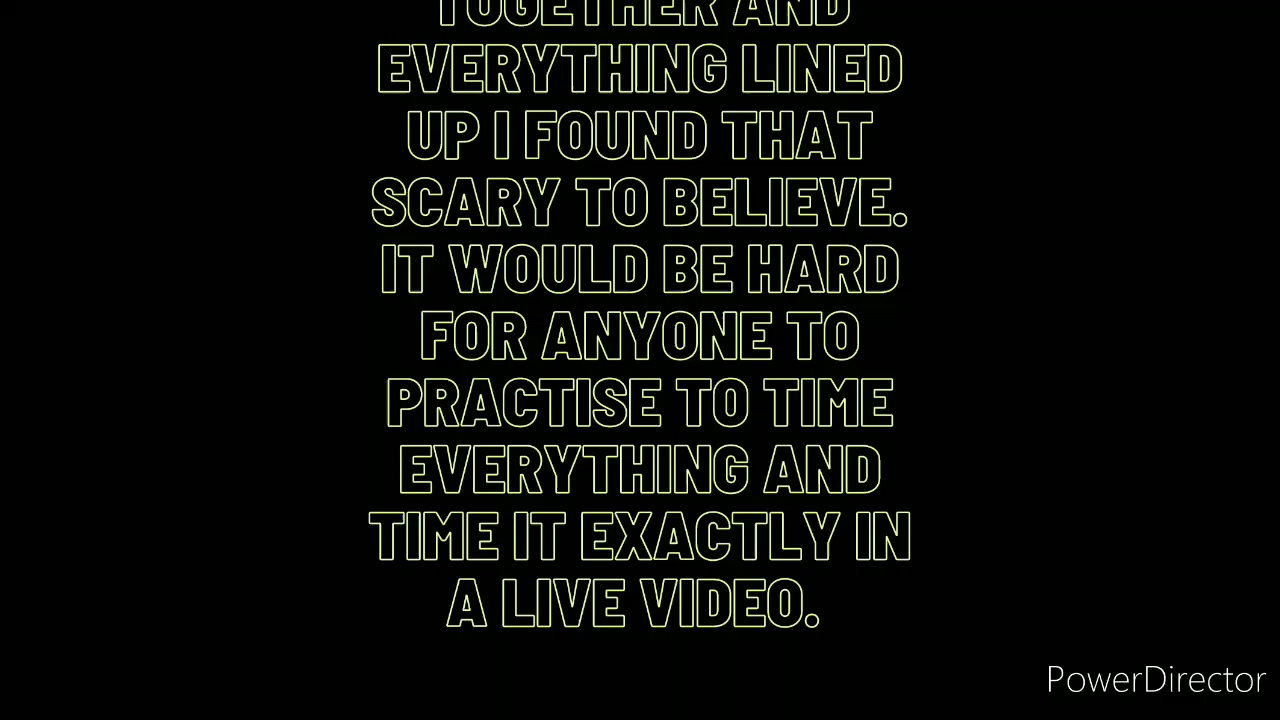 TOGETHER AND
EVERYTHING LINED
UP I FOUND THAT
SCARY TO BELIEVE.
IT WOULD BE HARD
FOR ANYONE TO
PRACTISE TO TIME
EVERYTHING AND
TIME IT EXACTLY IN
A LIVE VIDEO.
PowerDirector